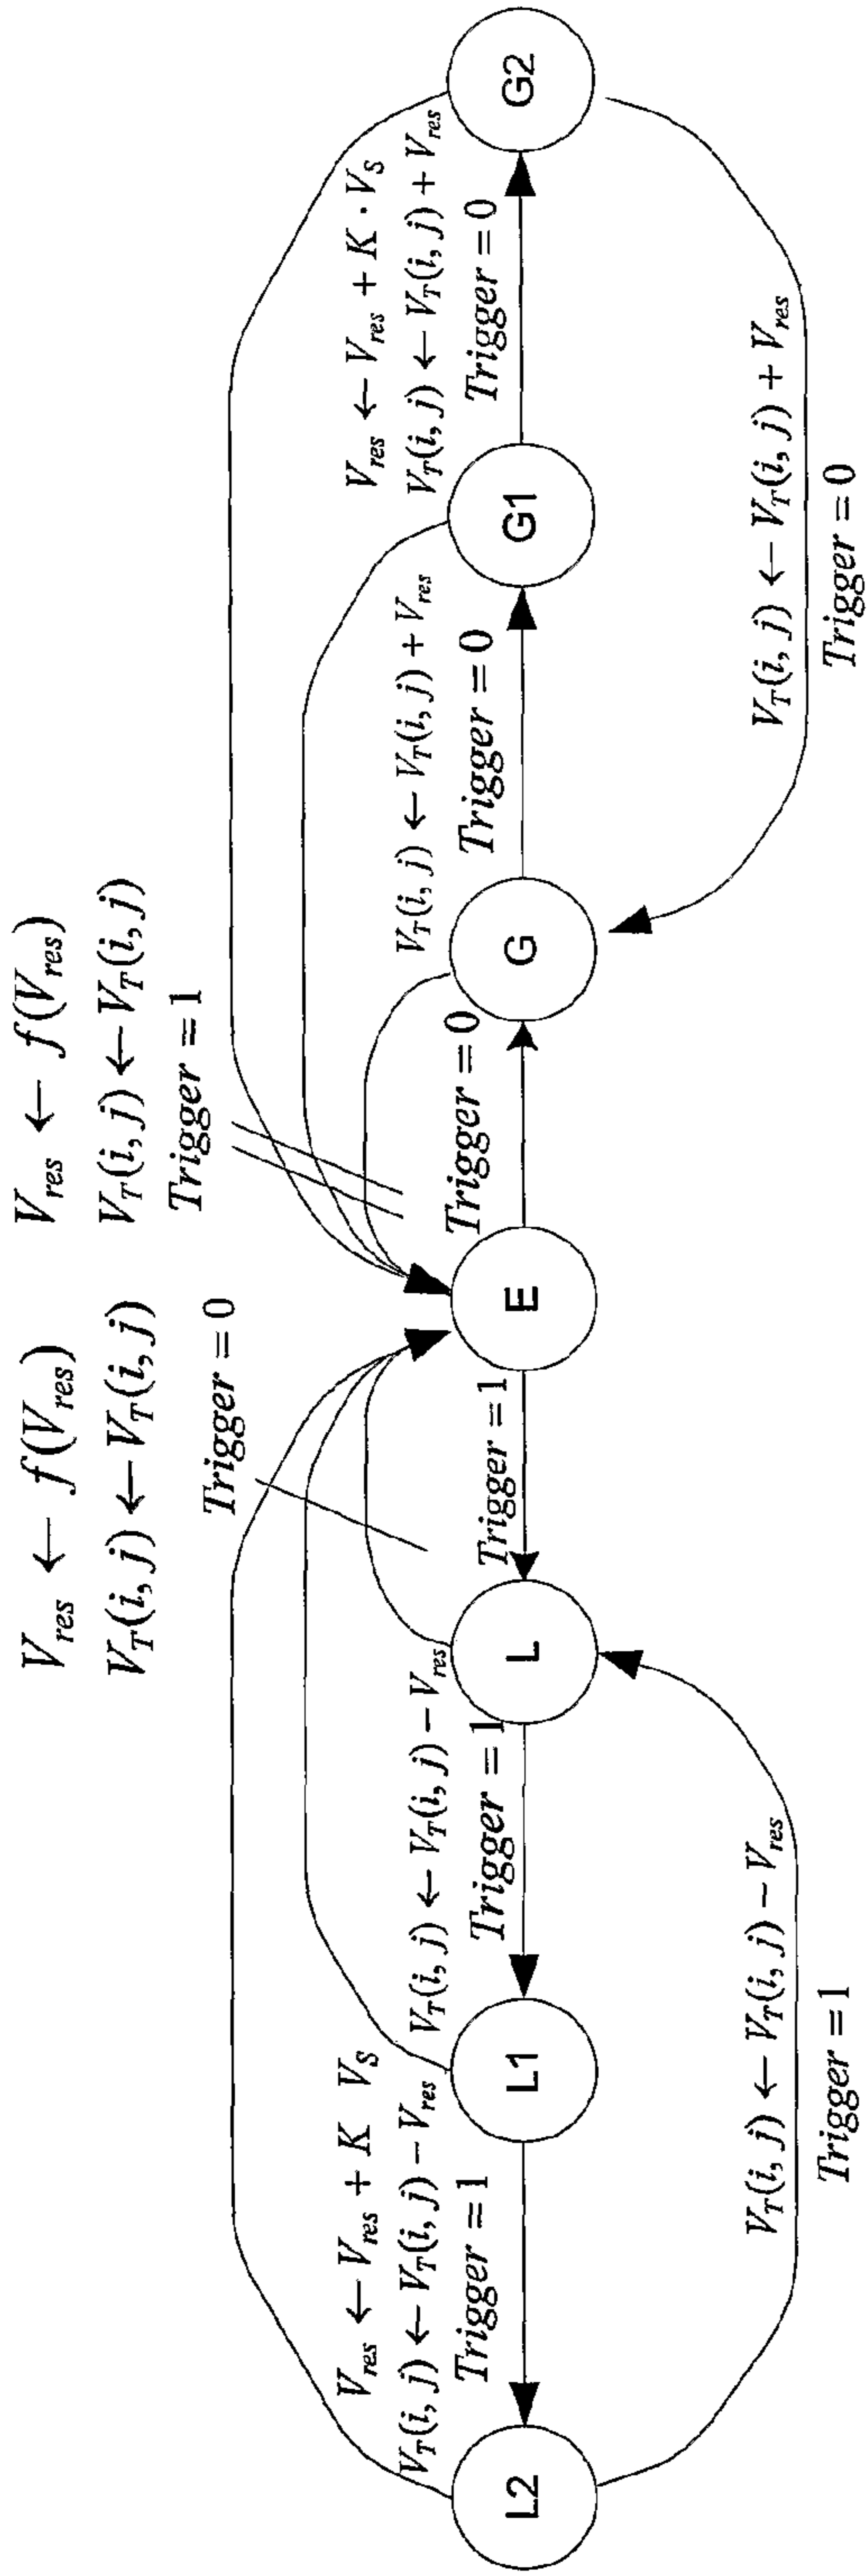 V_res ← f(V_res)
V_T(i, j) ← V_T(i, j)
Trigger = 0
V_res ← f(V_res)
V_T(i, j) ← V_T(i, j)
Trigger = 1
V_res ← V_res + K V_S
V_T(i, j) ← V_T(i, j) − V_res
Trigger = 1
V_T(i, j) ← V_T(i, j) − V_res
Trigger = 1
Trigger = 1
Trigger = 0
V_T(i, j) ← V_T(i, j) + V_res
Trigger = 0
V_res ← V_res + K · V_S
V_T(i, j) ← V_T(i, j) + V_res
Trigger = 0
L2
L1
L
E
G
G1
G2
V_T(i, j) ← V_T(i, j) − V_res
Trigger = 1
V_T(i, j) ← V_T(i, j) + V_res
Trigger = 0